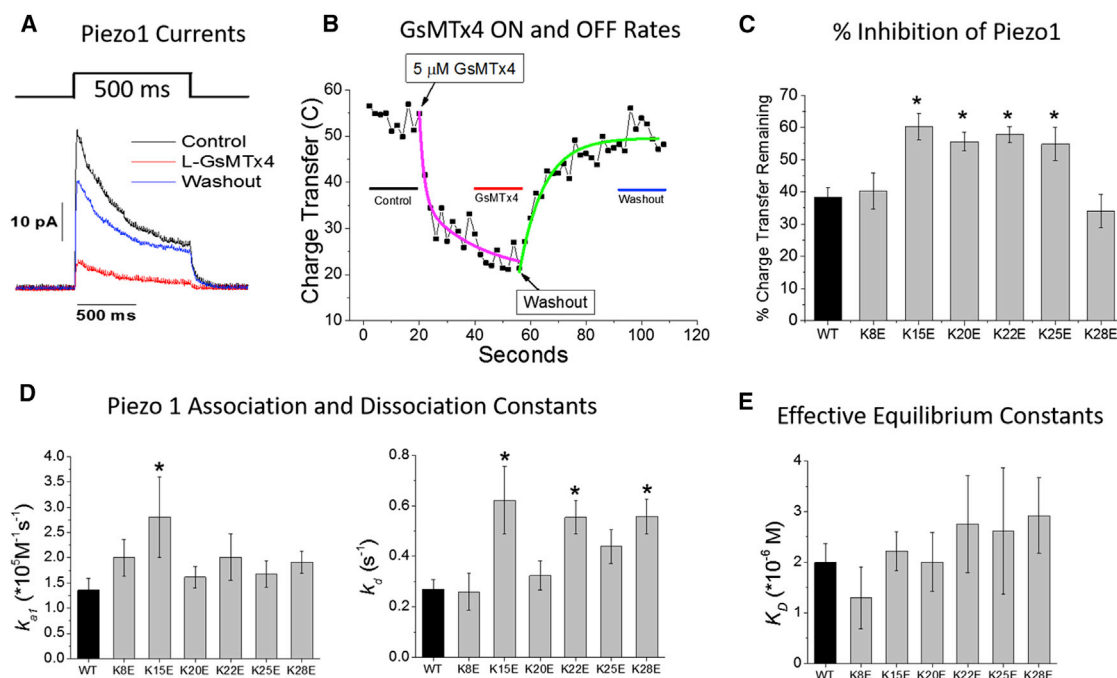 A
Piezo1 Currents
500 ms
Control
L-GsMTx4
Washout
10 pA
500 ms
B
GsMTx4 ON and OFF Rates
5 μM GsMTx4
Charge Transfer (C)
60
50
40
30
20
10
0
Control
GsMTx4
Washout
Washout
0 20 40 60 80 100 120
Seconds
C
% Inhibition of Piezo1
% Charge Transfer Remaining
70
60
50
40
30
20
10
0
* * * *
WT K8E K15E K20E K22E K25E K28E
D
Piezo 1 Association and Dissociation Constants
ka1 (*10⁵M⁻¹s⁻¹)
4.0
3.5
3.0
2.5
2.0
1.5
1.0
0.5
0.0
*
WT K8E K15E K20E K22E K25E K28E
kd (s⁻¹)
0.8
0.6
0.4
0.2
0.0
* * *
WT K8E K15E K20E K22E K25E K28E
E
Effective Equilibrium Constants
KD (*10⁻⁶ M)
4
3
2
1
0
WT K8E K15E K20E K22E K25E K28E